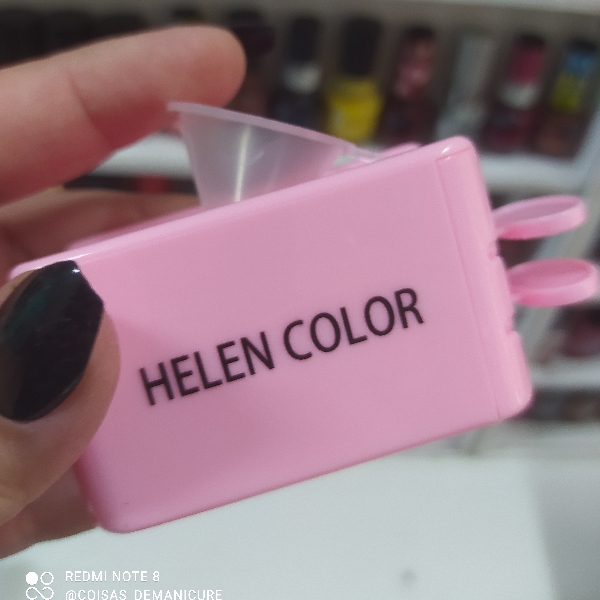 HELEN COLOR
REDMI NOTE 8
@COISAS_DEMANICURE